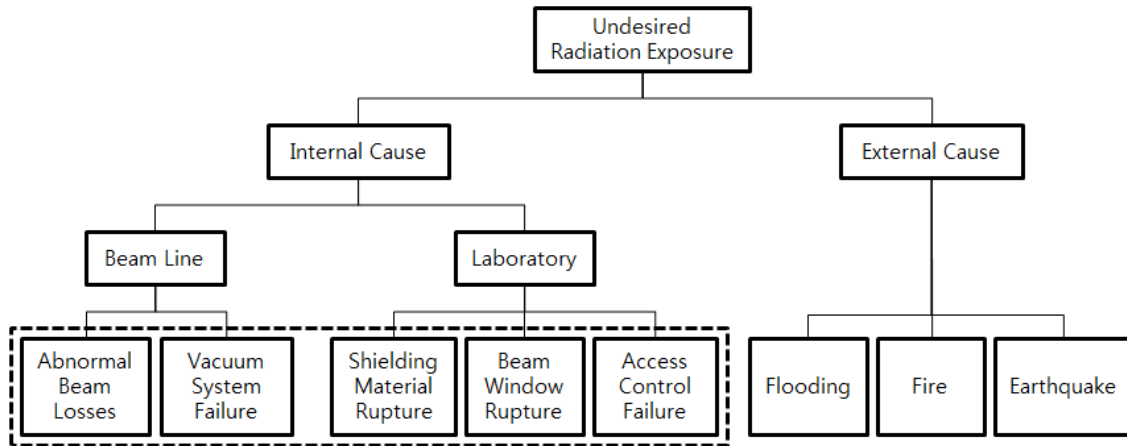 Undesired
Radiation Exposure
Internal Cause
External Cause
Beam Line
Laboratory
Abnormal
Beam
Losses
Vacuum
System
Failure
Shielding
Material
Rupture
Beam
Window
Rupture
Access
Control
Failure
Flooding
Fire
Earthquake